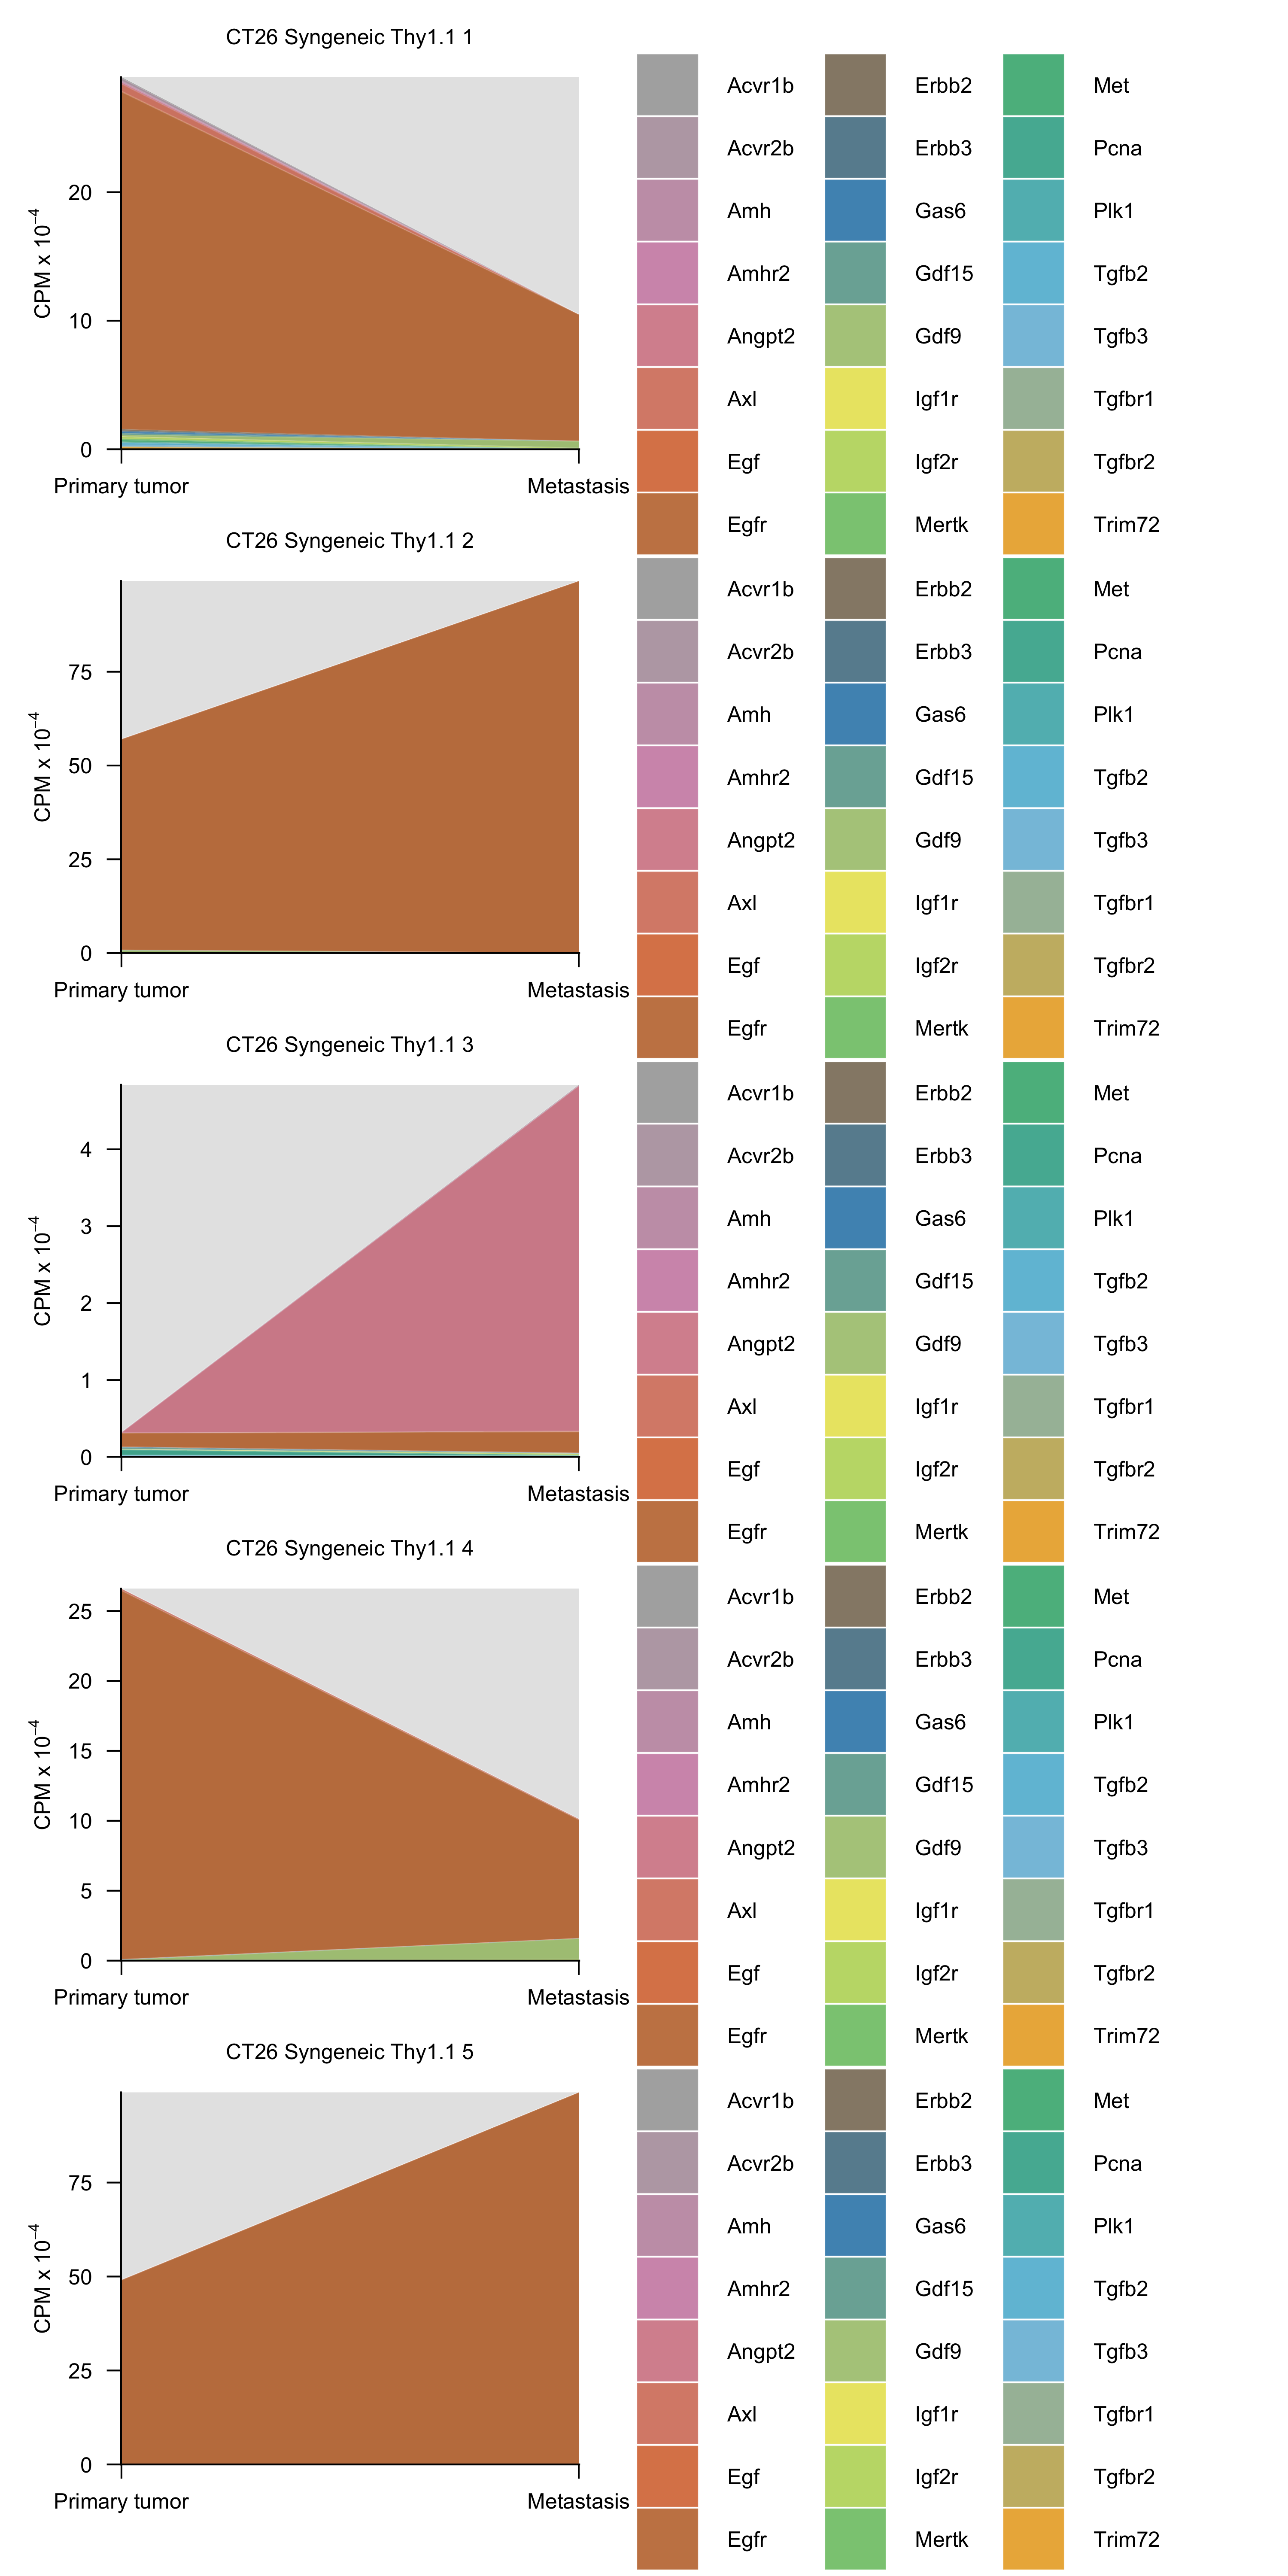 CT26 Syngeneic Thy1.1 1
CPM x 10⁻⁴
20
10
0
Primary tumor
Metastasis
Acvr1b Erbb2 Met
Acvr2b Erbb3 Pcna
Amh Gas6 Plk1
Amhr2 Gdf15 Tgfb2
Angpt2 Gdf9 Tgfb3
Axl Igf1r Tgfbr1
Egf Igf2r Tgfbr2
Egfr Mertk Trim72
CT26 Syngeneic Thy1.1 2
CPM x 10⁻⁴
75
50
25
0
Primary tumor
Metastasis
Acvr1b Erbb2 Met
Acvr2b Erbb3 Pcna
Amh Gas6 Plk1
Amhr2 Gdf15 Tgfb2
Angpt2 Gdf9 Tgfb3
Axl Igf1r Tgfbr1
Egf Igf2r Tgfbr2
Egfr Mertk Trim72
CT26 Syngeneic Thy1.1 3
CPM x 10⁻⁴
4
3
2
1
0
Primary tumor
Metastasis
Acvr1b Erbb2 Met
Acvr2b Erbb3 Pcna
Amh Gas6 Plk1
Amhr2 Gdf15 Tgfb2
Angpt2 Gdf9 Tgfb3
Axl Igf1r Tgfbr1
Egf Igf2r Tgfbr2
Egfr Mertk Trim72
CT26 Syngeneic Thy1.1 4
CPM x 10⁻⁴
25
20
15
10
5
0
Primary tumor
Metastasis
Acvr1b Erbb2 Met
Acvr2b Erbb3 Pcna
Amh Gas6 Plk1
Amhr2 Gdf15 Tgfb2
Angpt2 Gdf9 Tgfb3
Axl Igf1r Tgfbr1
Egf Igf2r Tgfbr2
Egfr Mertk Trim72
CT26 Syngeneic Thy1.1 5
CPM x 10⁻⁴
75
50
25
0
Primary tumor
Metastasis
Acvr1b Erbb2 Met
Acvr2b Erbb3 Pcna
Amh Gas6 Plk1
Amhr2 Gdf15 Tgfb2
Angpt2 Gdf9 Tgfb3
Axl Igf1r Tgfbr1
Egf Igf2r Tgfbr2
Egfr Mertk Trim72